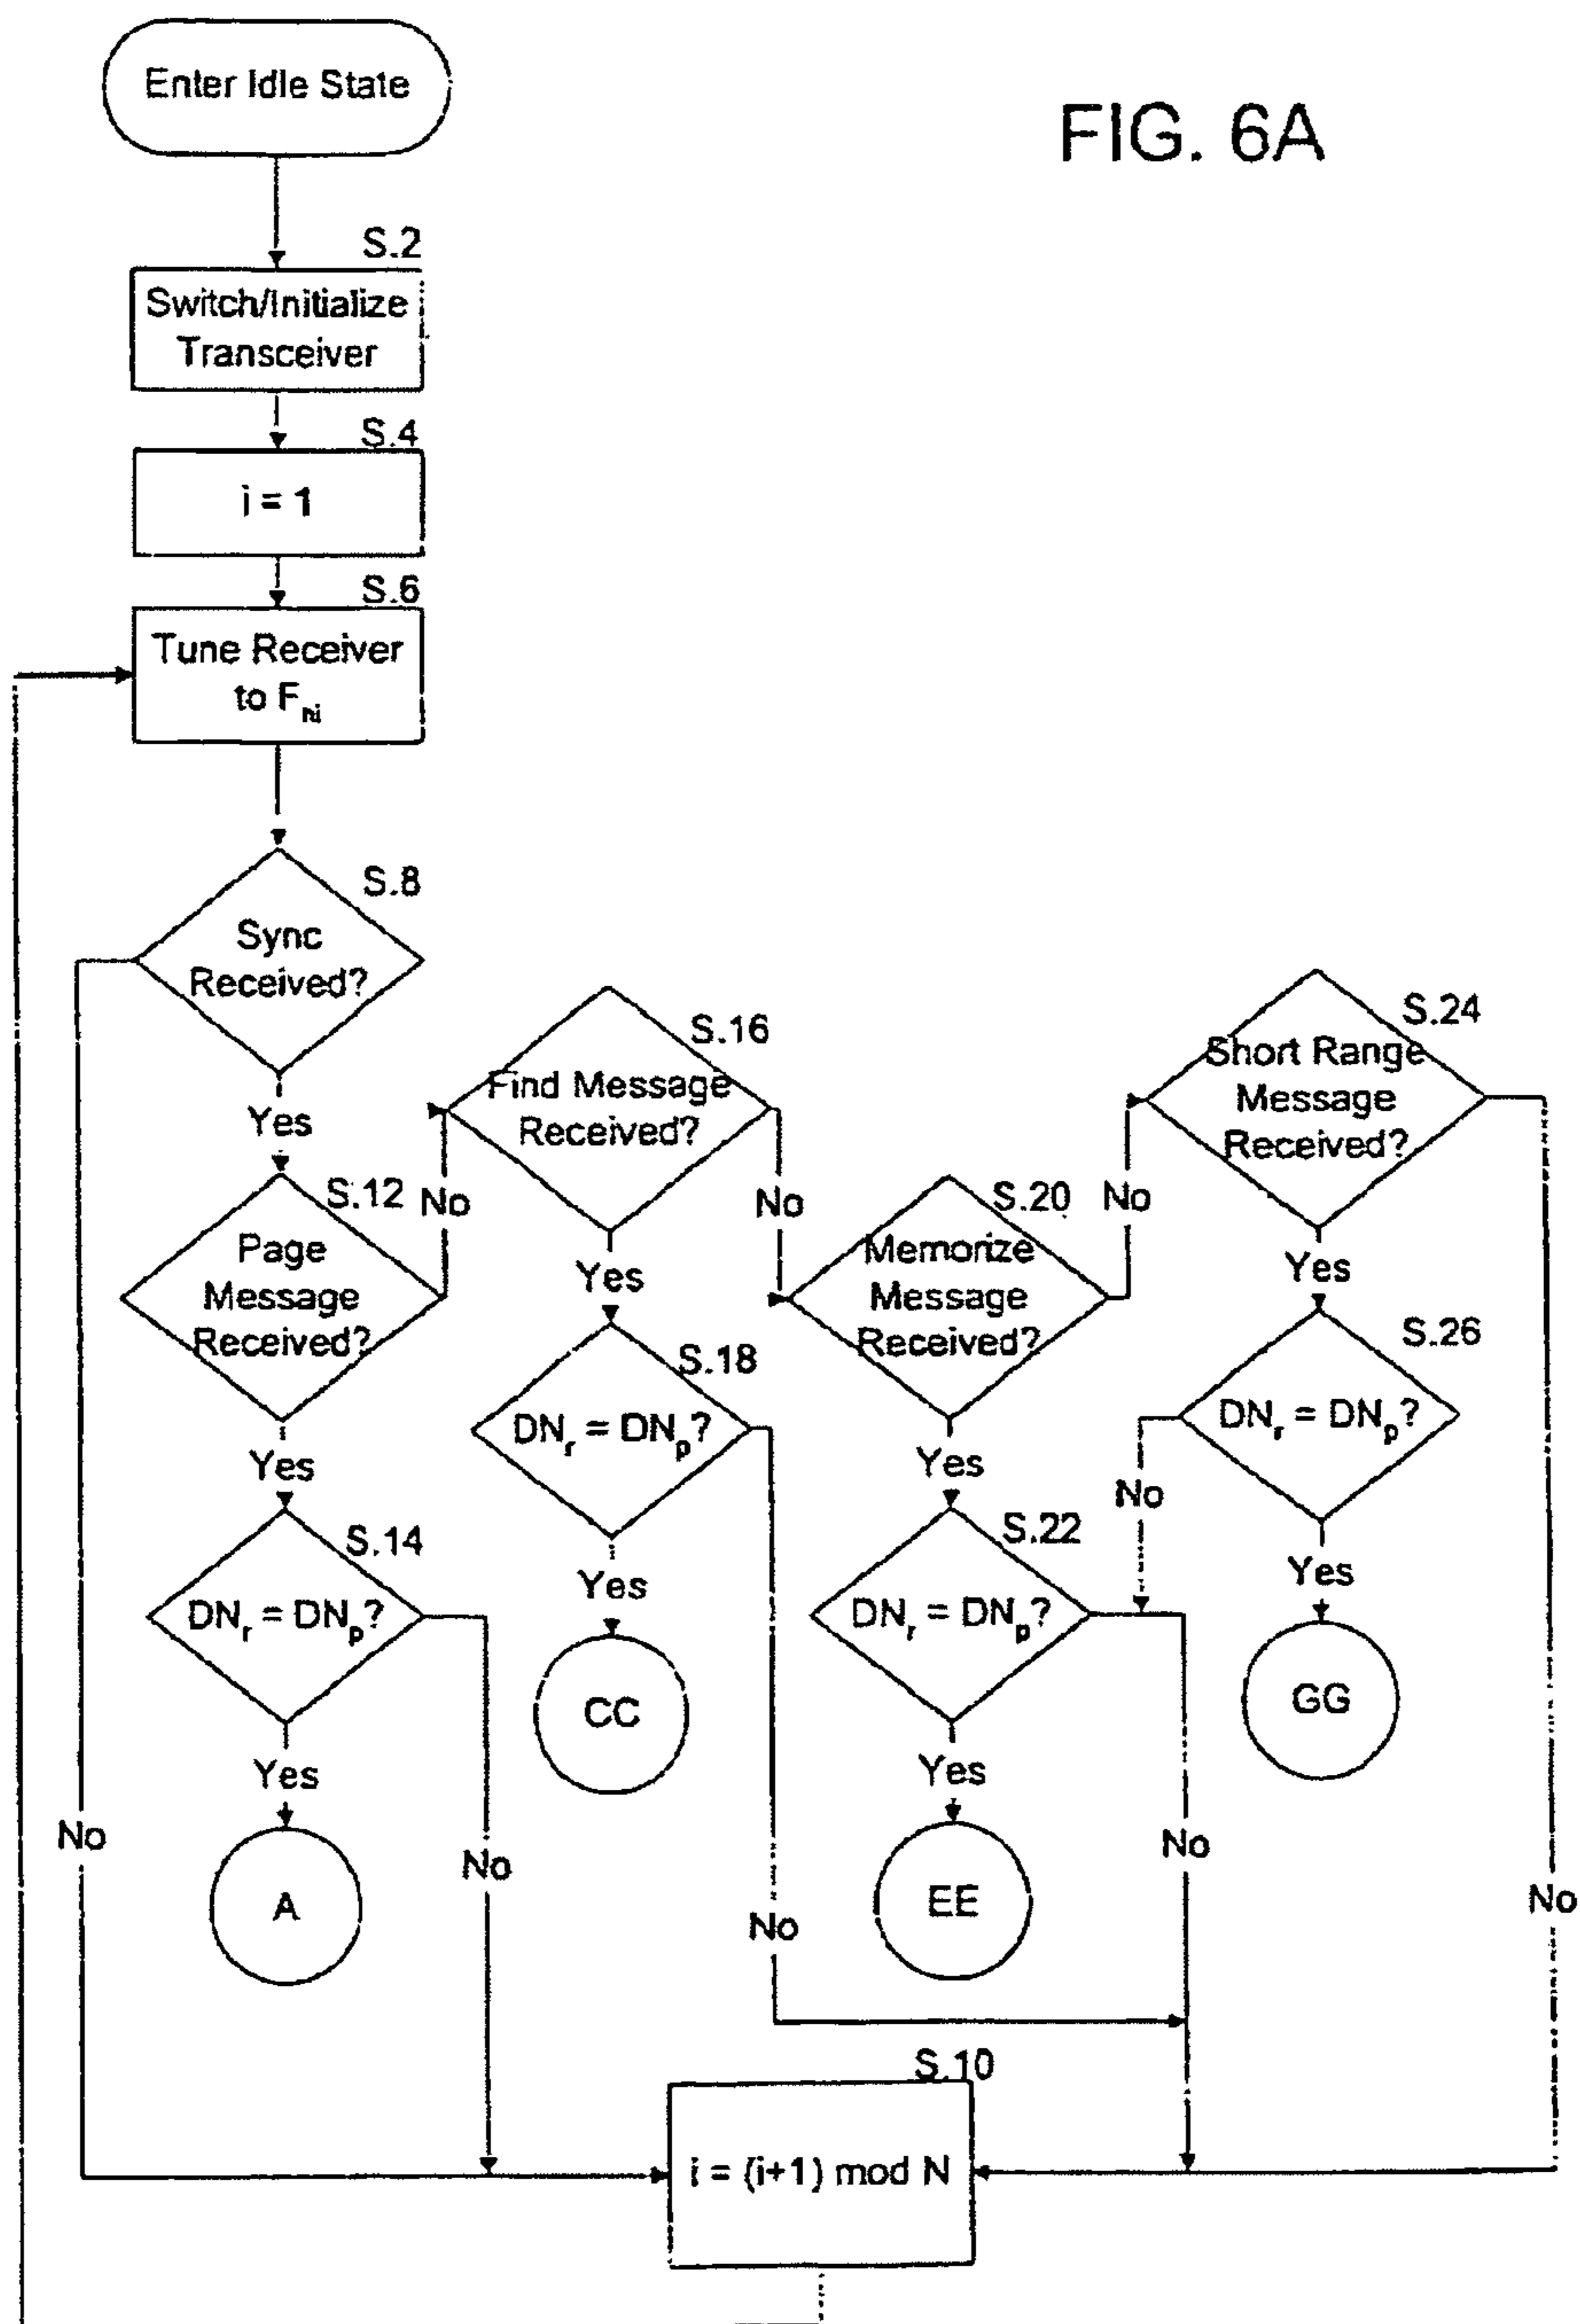 FIG. 6A
Enter Idle State
S.2
Switch/Initialize
Transceiver
S.4
i = 1
S.6
Tune Receiver
to F_hi
S.8
Sync
Received?
Yes
No
S.12
Page
Message
Received?
No
Yes
S.14
DN_r = DN_p?
Yes
No
A
S.16
Find Message
Received?
No
Yes
S.18
DN_r = DN_p?
Yes
No
CC
S.20
Memorize
Message
Received?
No
Yes
S.22
DN_r = DN_p?
Yes
No
EE
S.24
Short Range
Message
Received?
Yes
No
S.26
DN_r = DN_p?
No
Yes
GG
S.10
i = (i+1) mod N